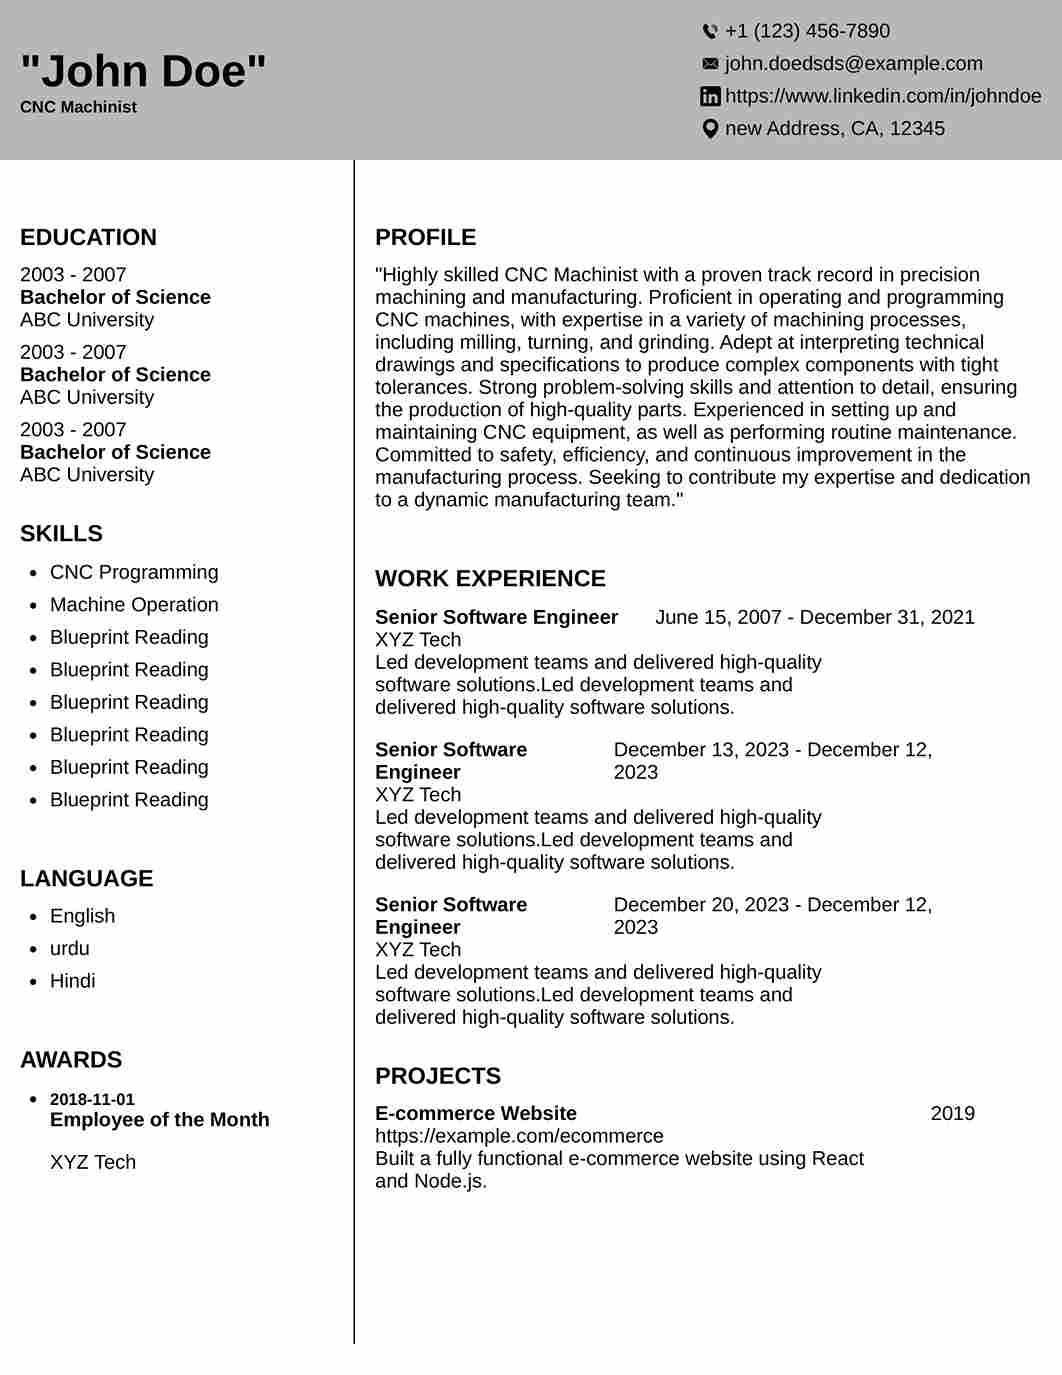 "John Doe"
CNC Machinist
+1 (123) 456-7890
john.doedsds@example.com
https://www.linkedin.com/in/johndoe
new Address, CA, 12345
EDUCATION
2003 - 2007
Bachelor of Science
ABC University
2003 - 2007
Bachelor of Science
ABC University
2003 - 2007
Bachelor of Science
ABC University
SKILLS
• CNC Programming
• Machine Operation
• Blueprint Reading
• Blueprint Reading
• Blueprint Reading
• Blueprint Reading
• Blueprint Reading
• Blueprint Reading
LANGUAGE
• English
• urdu
• Hindi
AWARDS
• 2018-11-01
Employee of the Month
XYZ Tech
PROFILE
"Highly skilled CNC Machinist with a proven track record in precision
machining and manufacturing. Proficient in operating and programming
CNC machines, with expertise in a variety of machining processes,
including milling, turning, and grinding. Adept at interpreting technical
drawings and specifications to produce complex components with tight
tolerances. Strong problem-solving skills and attention to detail, ensuring
the production of high-quality parts. Experienced in setting up and
maintaining CNC equipment, as well as performing routine maintenance.
Committed to safety, efficiency, and continuous improvement in the
manufacturing process. Seeking to contribute my expertise and dedication
to a dynamic manufacturing team."
WORK EXPERIENCE
Senior Software Engineer June 15, 2007 - December 31, 2021
XYZ Tech
Led development teams and delivered high-quality
software solutions.Led development teams and
delivered high-quality software solutions.
Senior Software December 13, 2023 - December 12,
Engineer 2023
XYZ Tech
Led development teams and delivered high-quality
software solutions.Led development teams and
delivered high-quality software solutions.
Senior Software December 20, 2023 - December 12,
Engineer 2023
XYZ Tech
Led development teams and delivered high-quality
software solutions.Led development teams and
delivered high-quality software solutions.
PROJECTS
E-commerce Website 2019
https://example.com/ecommerce
Built a fully functional e-commerce website using React
and Node.js.